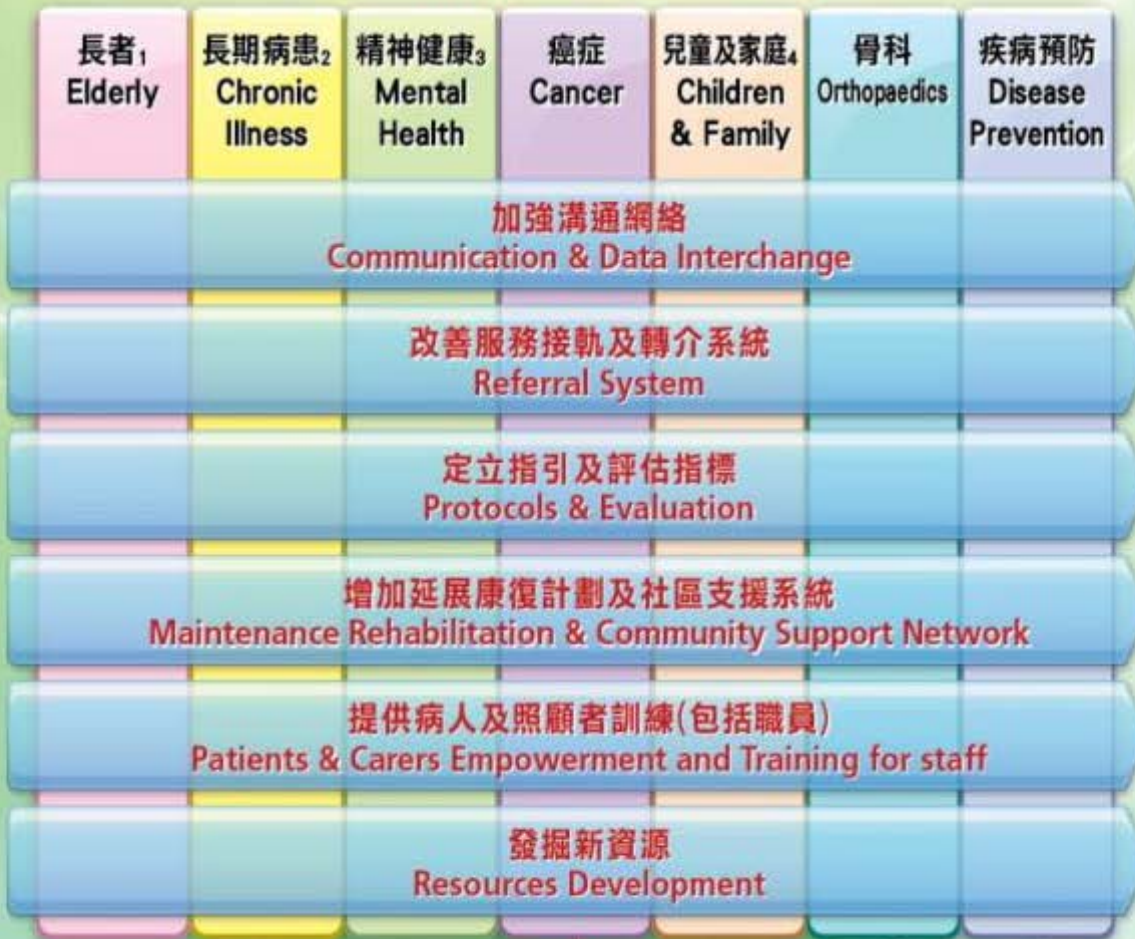 長者₁
Elderly
長期病患₂
Chronic
Illness
精神健康₃
Mental
Health
癌症
Cancer
兒童及家庭₄
Children
& Family
骨科
Orthopaedics
疾病預防
Disease
Prevention
加強溝通網絡
Communication & Data Interchange
改善服務接軌及轉介系統
Referral System
定立指引及評估指標
Protocols & Evaluation
增加延展康復計劃及社區支援系統
Maintenance Rehabilitation & Community Support Network
提供病人及照顧者訓練(包括職員)
Patients & Carers Empowerment and Training for staff
發掘新資源
Resources Development